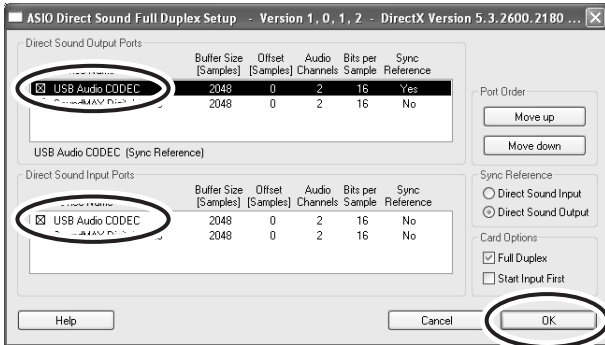 ASIO Direct Sound Full Duplex Setup - Version 1, 0, 1, 2 - DirectX Version 5.3.2600.2180 ...
Direct Sound Output Ports
Buffer Size Offset Audio Bits per Sync
[Samples] [Samples] Channels Sample Reference
USB Audio CODEC 2048 0 2 16 Yes
2048 0 2 16 No
USB Audio CODEC (Sync Reference)
Direct Sound Input Ports
Buffer Size Offset Audio Bits per Sync
[Samples] [Samples] Channels Sample Reference
USB Audio CODEC 2048 0 2 16 No
2048 0 2 16 No
Port Order
Move up
Move down
Sync Reference
Direct Sound Input
Direct Sound Output
Card Options
Full Duplex
Start Input First
Help
Cancel
OK